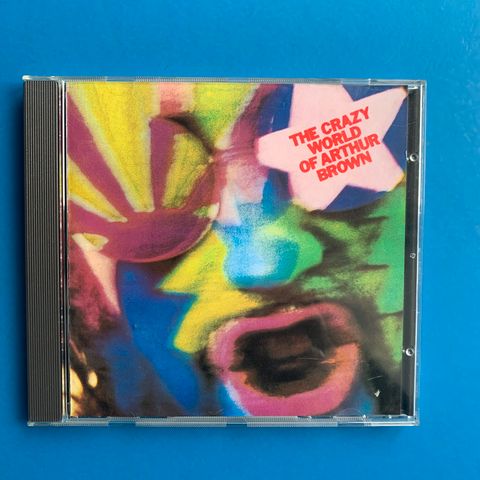 THE CRAZY
WORLD
OF ARTHUR
BROWN